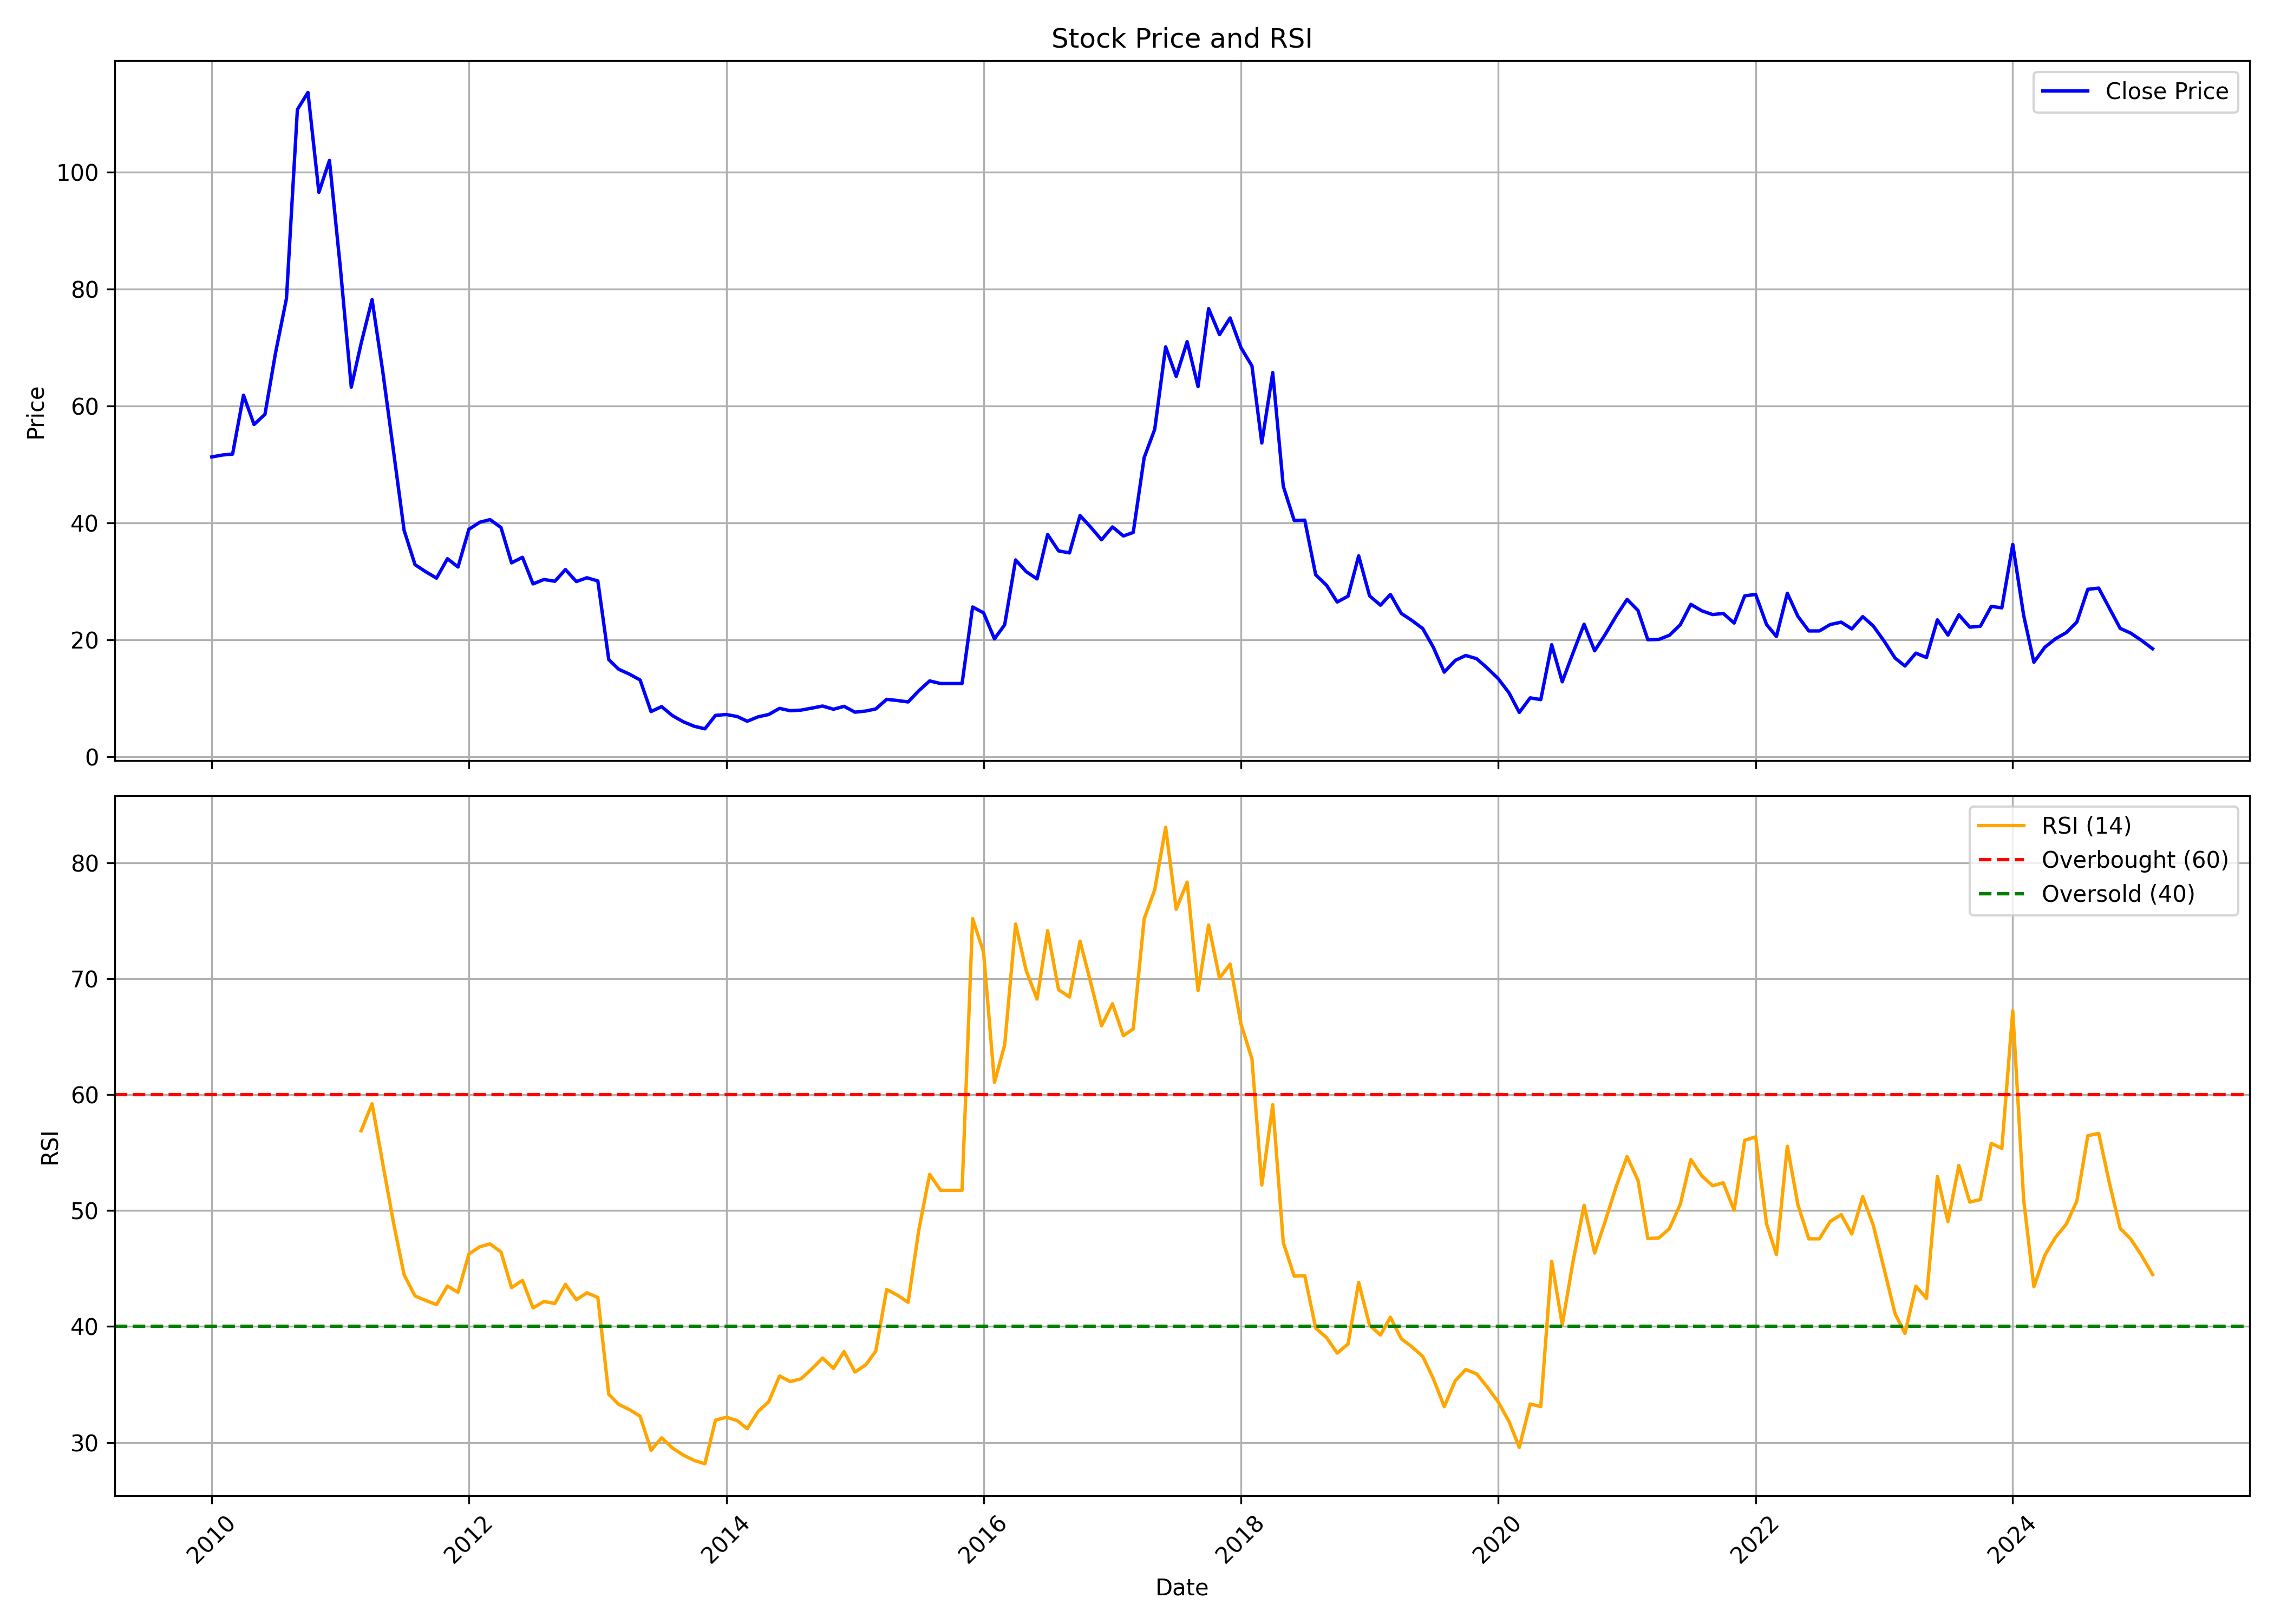 Stock Price and RSI
Close Price
Price
100
80
60
40
20
0
RSI (14)
Overbought (60)
Oversold (40)
RSI
80
70
60
50
40
30
2010
2012
2014
2016
2018
2020
2022
2024
Date